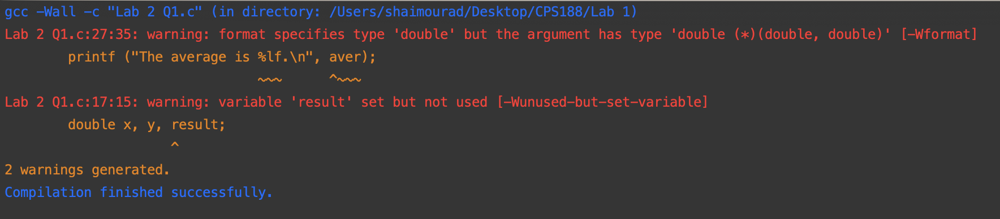 gcc -Wall -c "Lab 2 Q1.c" (in directory: /Users/shaimourad/Desktop/CPS188/Lab 1)
Lab 2 Q1.c:27:35: warning: format specifies type 'double' but the argument has type 'double (*)(double, double)' [-Wformat]
        printf ("The average is %lf.\n", aver);
                                ~~~      ^~~~
Lab 2 Q1.c:17:15: warning: variable 'result' set but not used [-Wunused-but-set-variable]
        double x, y, result;
                     ^
2 warnings generated.
Compilation finished successfully.